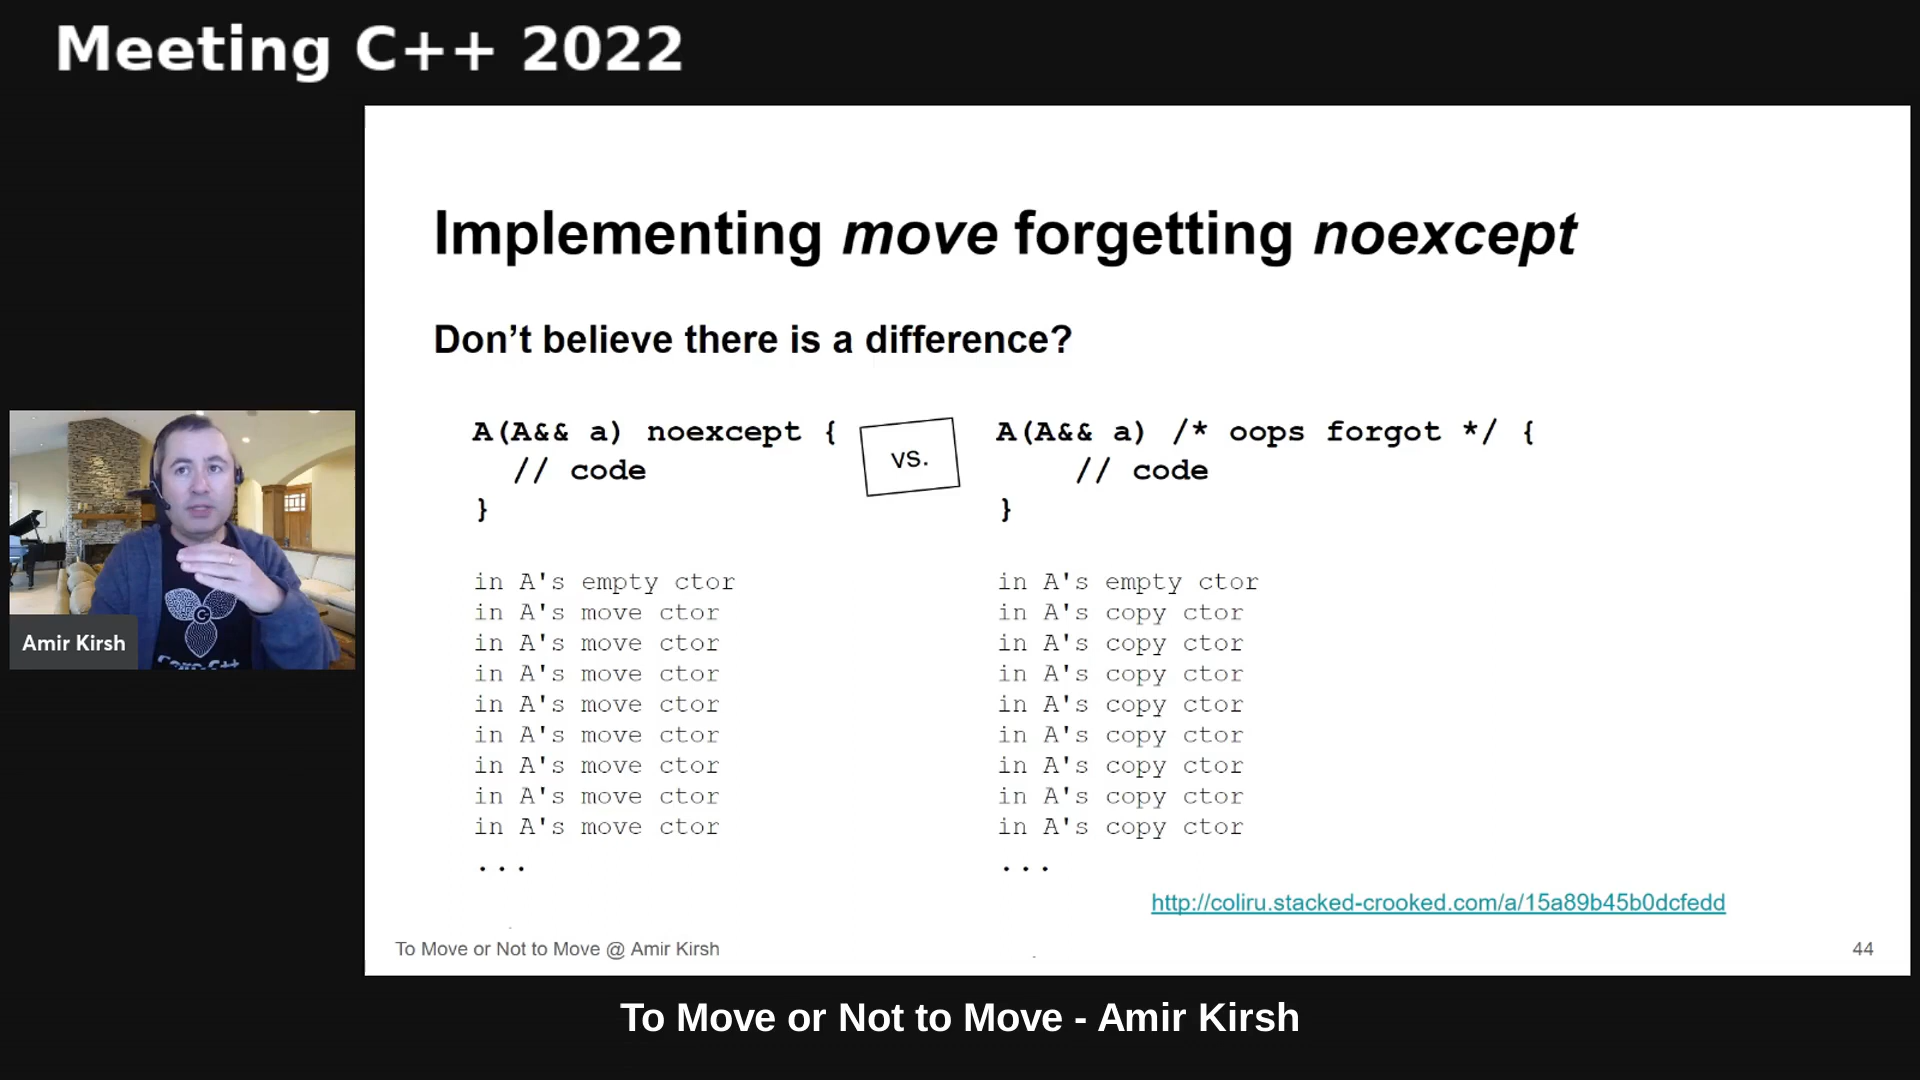 Meeting C++ 2022
Implementing move forgetting noexcept
Don’t believe there is a difference?
A(A&& a) noexcept {
// code
}
vs.
A(A&& a) /* oops forgot */ {
// code
}
in A's empty ctor
in A's move ctor
in A's move ctor
in A's move ctor
in A's move ctor
in A's move ctor
in A's move ctor
in A's move ctor
in A's move ctor
...
in A's empty ctor
in A's copy ctor
in A's copy ctor
in A's copy ctor
in A's copy ctor
in A's copy ctor
in A's copy ctor
in A's copy ctor
in A's copy ctor
...
http://coliru.stacked-crooked.com/a/15a89b45b0dcfedd
To Move or Not to Move @ Amir Kirsh
44
Amir Kirsh
To Move or Not to Move - Amir Kirsh